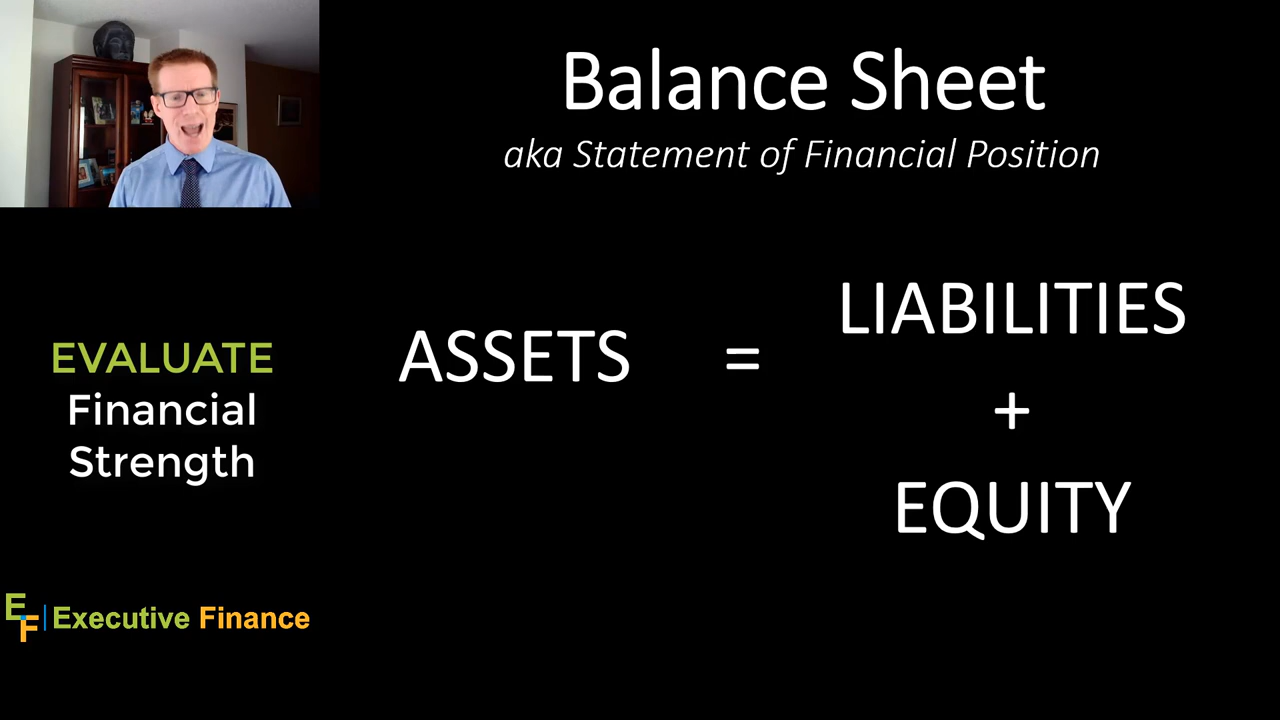 Balance Sheet
aka Statement of Financial Position
EVALUATE
Financial
Strength
ASSETS
=
LIABILITIES
+
EQUITY
EF | Executive Finance